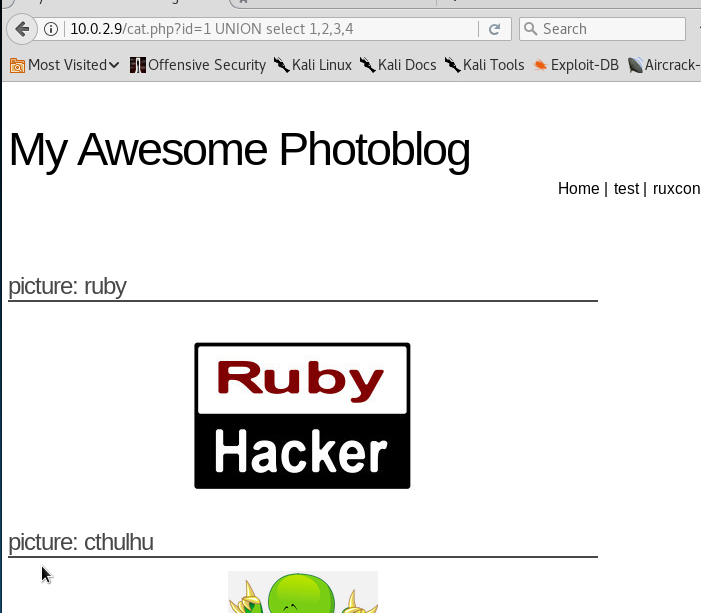 10.0.2.9/cat.php?id=1 UNION select 1,2,3,4 Search
Most Visited Offensive Security Kali Linux Kali Docs Kali Tools Exploit-DB Aircrack-
My Awesome Photoblog
Home | test | ruxcon
picture: ruby
Ruby
Hacker
picture: cthulhu